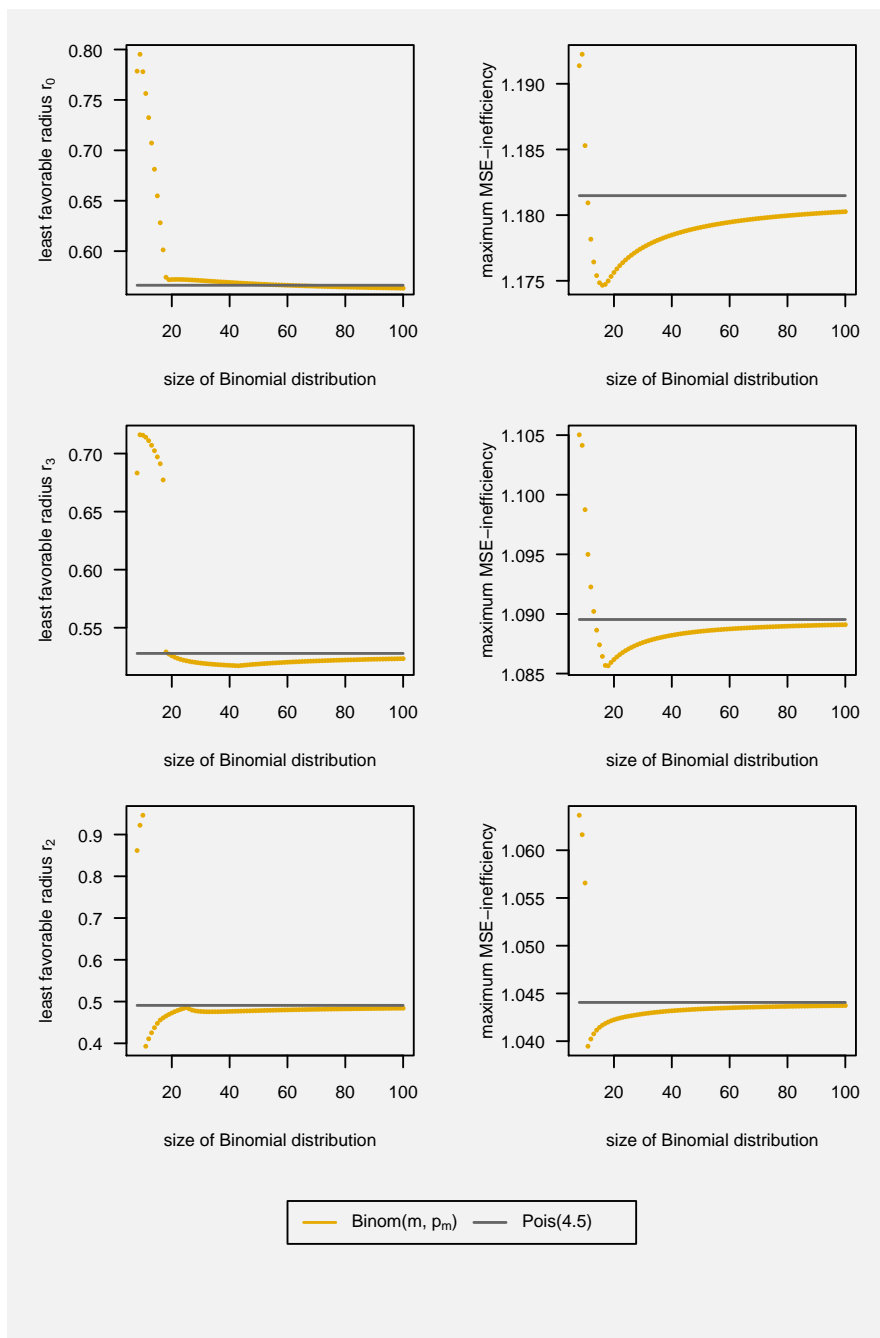 least favorable radius r₀
0.80
0.75
0.70
0.65
0.60
20 40 60 80 100
size of Binomial distribution
maximum MSE−inefficiency
1.190
1.185
1.180
1.175
20 40 60 80 100
size of Binomial distribution
least favorable radius r₃
0.70
0.65
0.60
0.55
20 40 60 80 100
size of Binomial distribution
maximum MSE−inefficiency
1.105
1.100
1.095
1.090
1.085
20 40 60 80 100
size of Binomial distribution
least favorable radius r₂
0.9
0.8
0.7
0.6
0.5
0.4
20 40 60 80 100
size of Binomial distribution
maximum MSE−inefficiency
1.060
1.055
1.050
1.045
1.040
20 40 60 80 100
size of Binomial distribution
Binom(m, pₘ) Pois(4.5)